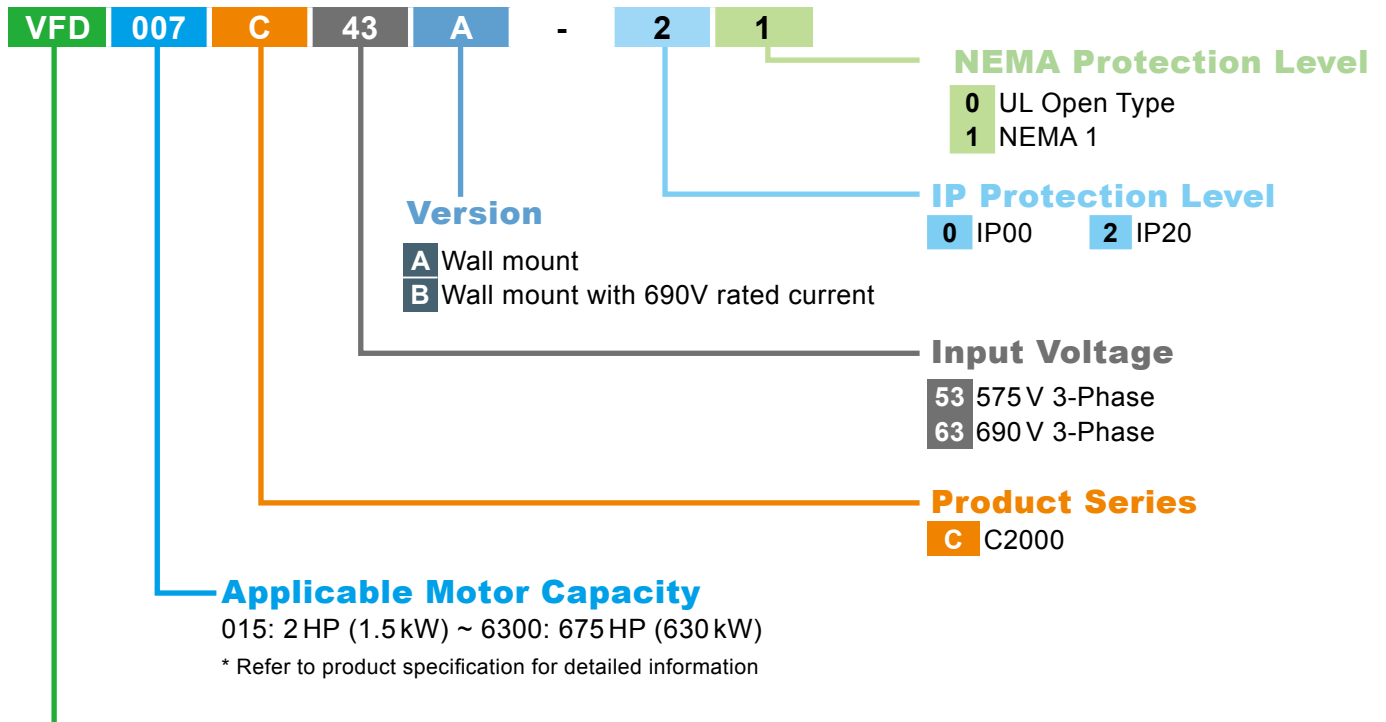 VFD 007 C 43 A - 2 1
NEMA Protection Level
0 UL Open Type
1 NEMA 1
IP Protection Level
0 IP00 2 IP20
Version
A Wall mount
B Wall mount with 690V rated current
Input Voltage
53 575 V 3-Phase
63 690 V 3-Phase
Product Series
C C2000
Applicable Motor Capacity
015: 2 HP (1.5 kW) ~ 6300: 675 HP (630 kW)
* Refer to product specification for detailed information